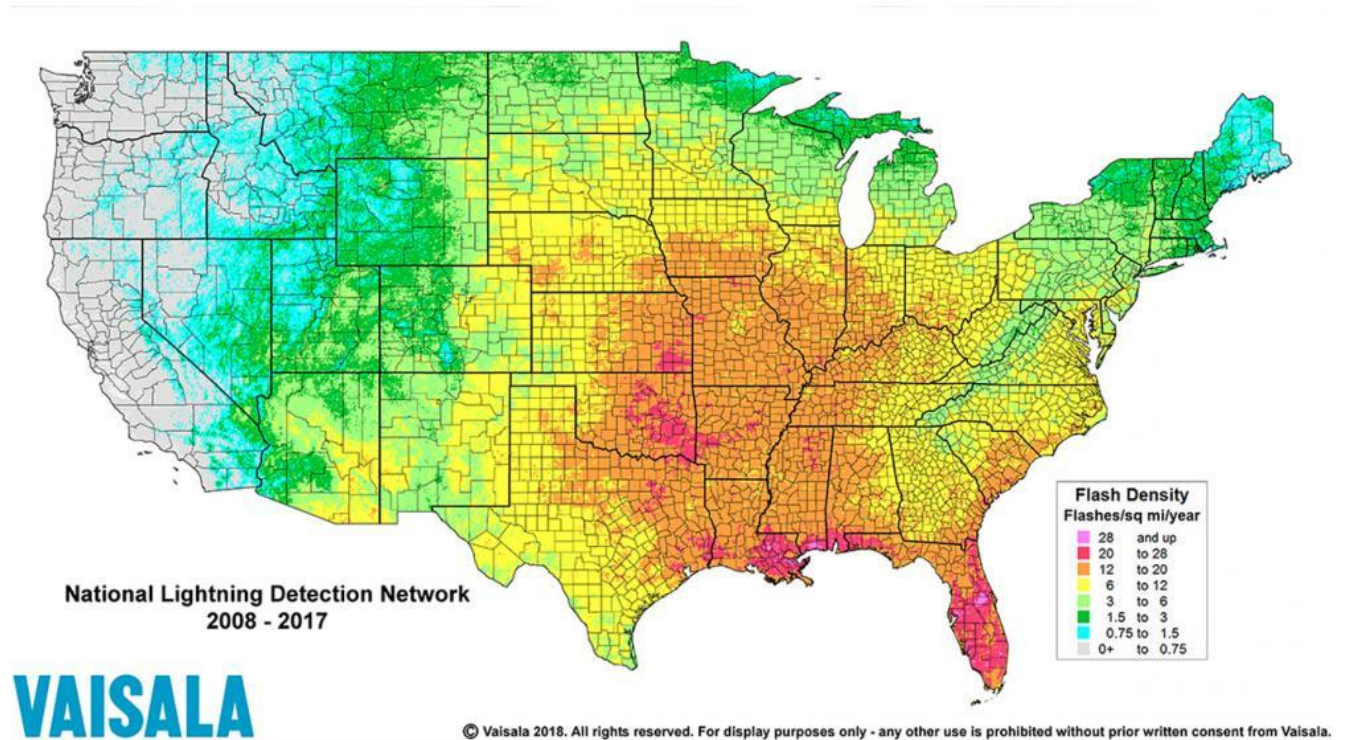 National Lightning Detection Network
2008 - 2017
Flash Density
Flashes/sq mi/year
28 and up
20 to 28
12 to 20
6 to 12
3 to 6
1.5 to 3
0.75 to 1.5
0+ to 0.75
VAISALA
© Vaisala 2018. All rights reserved. For display purposes only - any other use is prohibited without prior written consent from Vaisala.